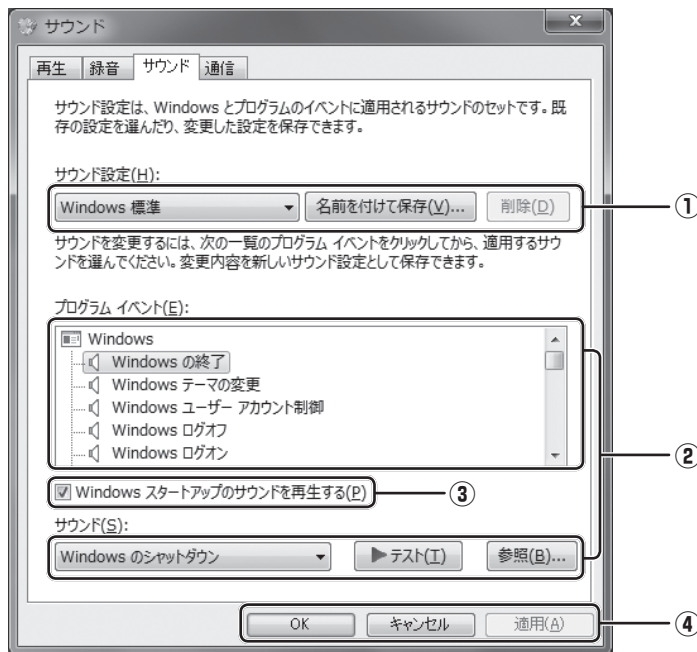 サウンド
再生 録音 サウンド 通信
サウンド設定は、Windows とプログラムのイベントに適用されるサウンドのセットです。既
存の設定を選んだり、変更した設定を保存できます。
サウンド設定(H):
Windows 標準 名前を付けて保存(V)... 削除(D)
①
サウンドを変更するには、次の一覧のプログラム イベントをクリックしてから、適用するサウ
ンドを選んでください。変更内容を新しいサウンド設定として保存できます。
プログラム イベント(E):
Windows
Windows の終了
Windows テーマの変更
Windows ユーザー アカウント制御
Windows ログオフ
Windows ログオン
②
Windows スタートアップのサウンドを再生する(P)
③
サウンド(S):
Windows のシャットダウン テスト(T) 参照(B)...
OK キャンセル 適用(A)
④